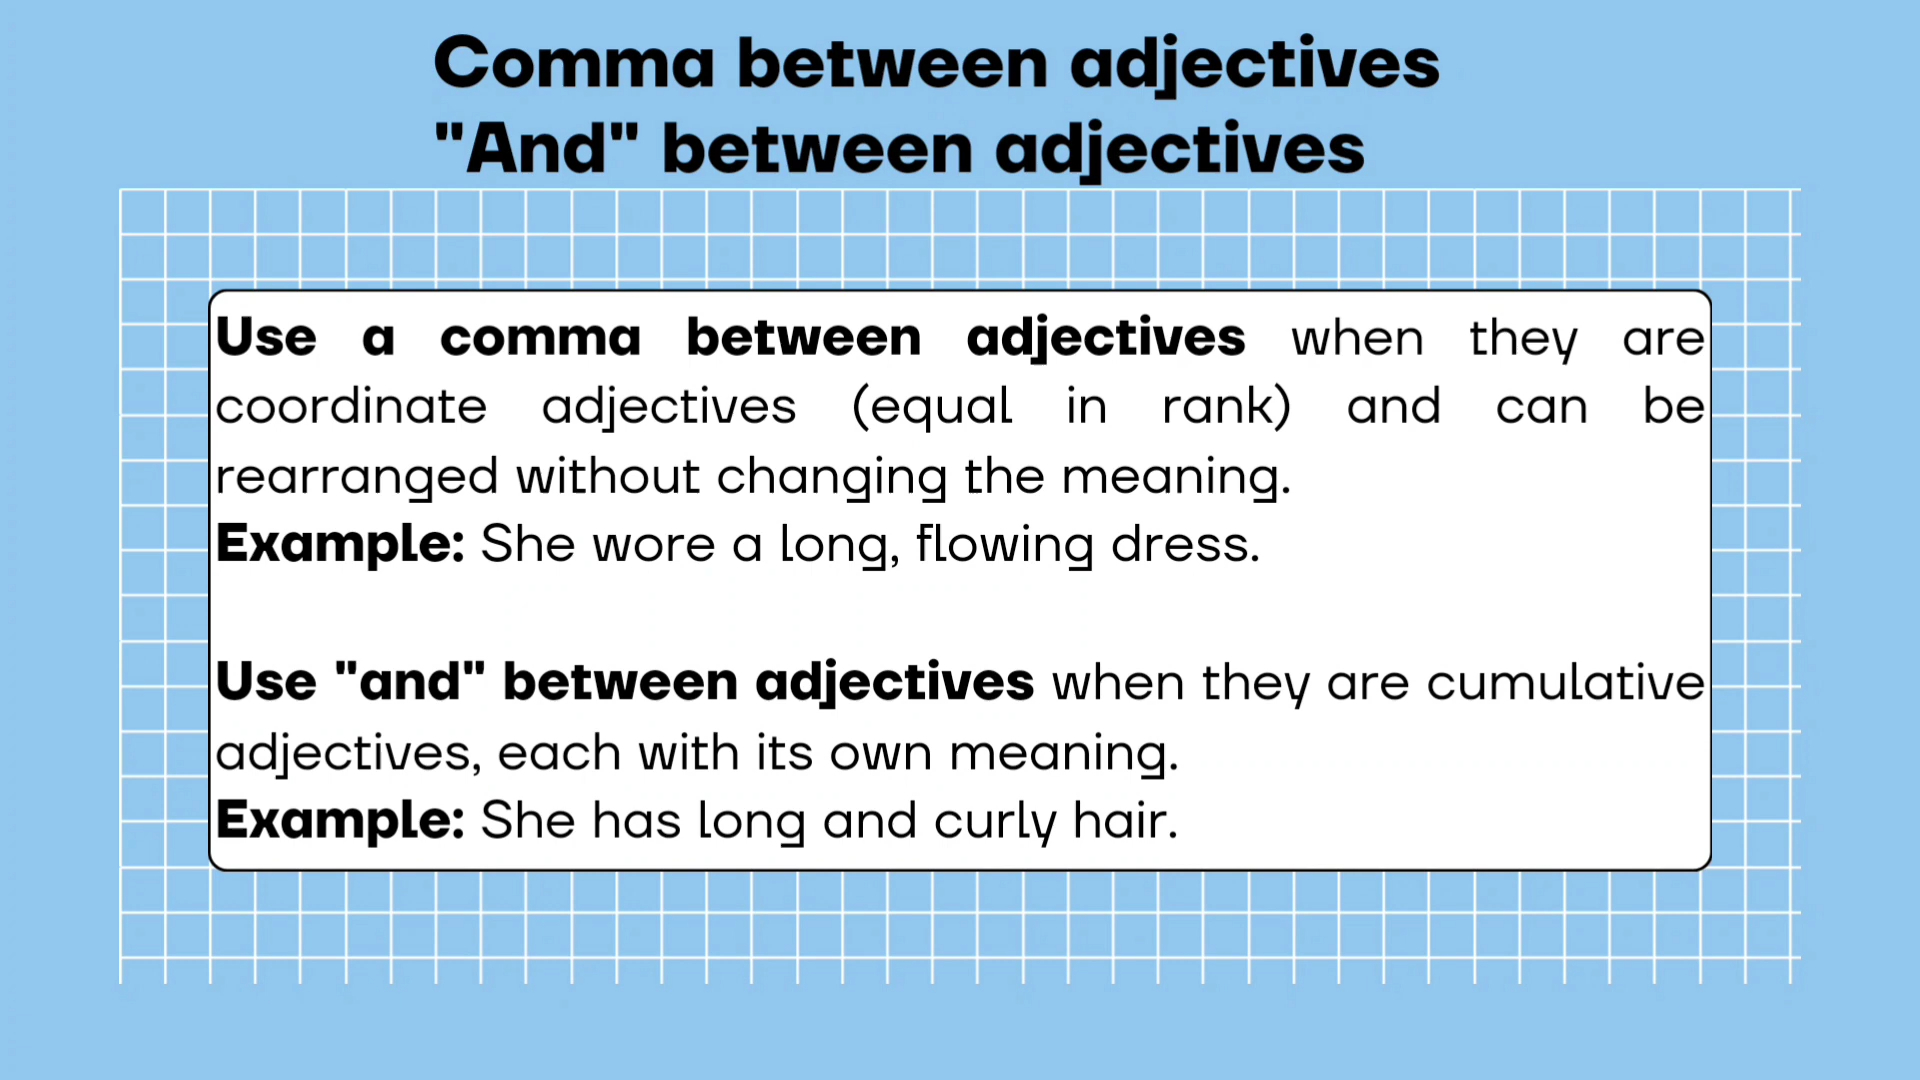 Comma between adjectives
"And" between adjectives
Use a comma between adjectives when they are
coordinate adjectives (equal in rank) and can be
rearranged without changing the meaning.
Example: She wore a long, flowing dress.
Use "and" between adjectives when they are cumulative
adjectives, each with its own meaning.
Example: She has long and curly hair.